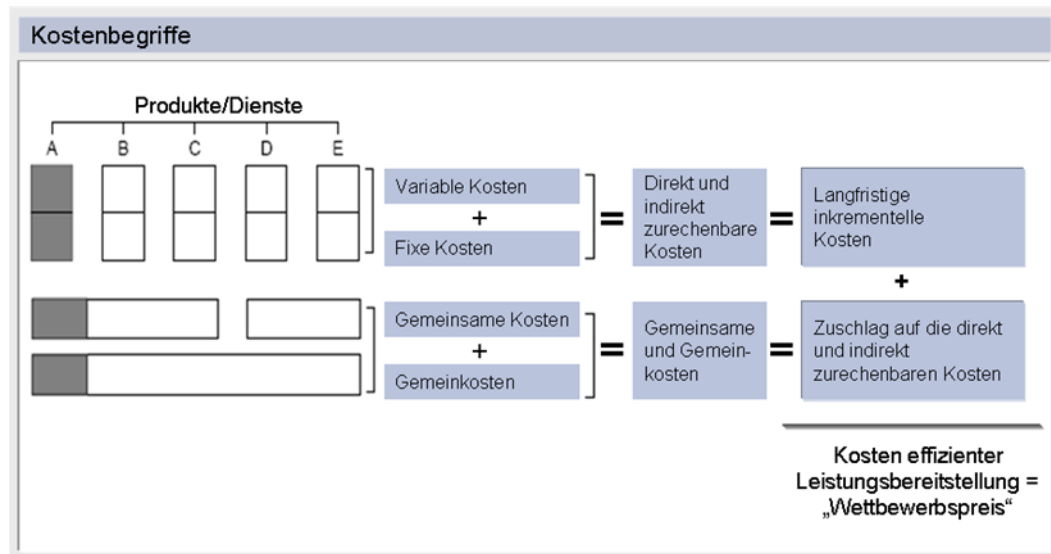 Kostenbegriffe
Produkte/Dienste
A B C D E
Variable Kosten
+
Fixe Kosten
=
Direkt und
indirekt
zurechenbare
Kosten
=
Langfristige
inkrementelle
Kosten
+
Gemeinsame Kosten
+
Gemeinkosten
=
Gemeinsame
und Gemein-
kosten
=
Zuschlag auf die direkt
und indirekt
zurechenbaren Kosten
Kosten effizienter
Leistungsbereitstellung =
„Wettbewerbspreis“